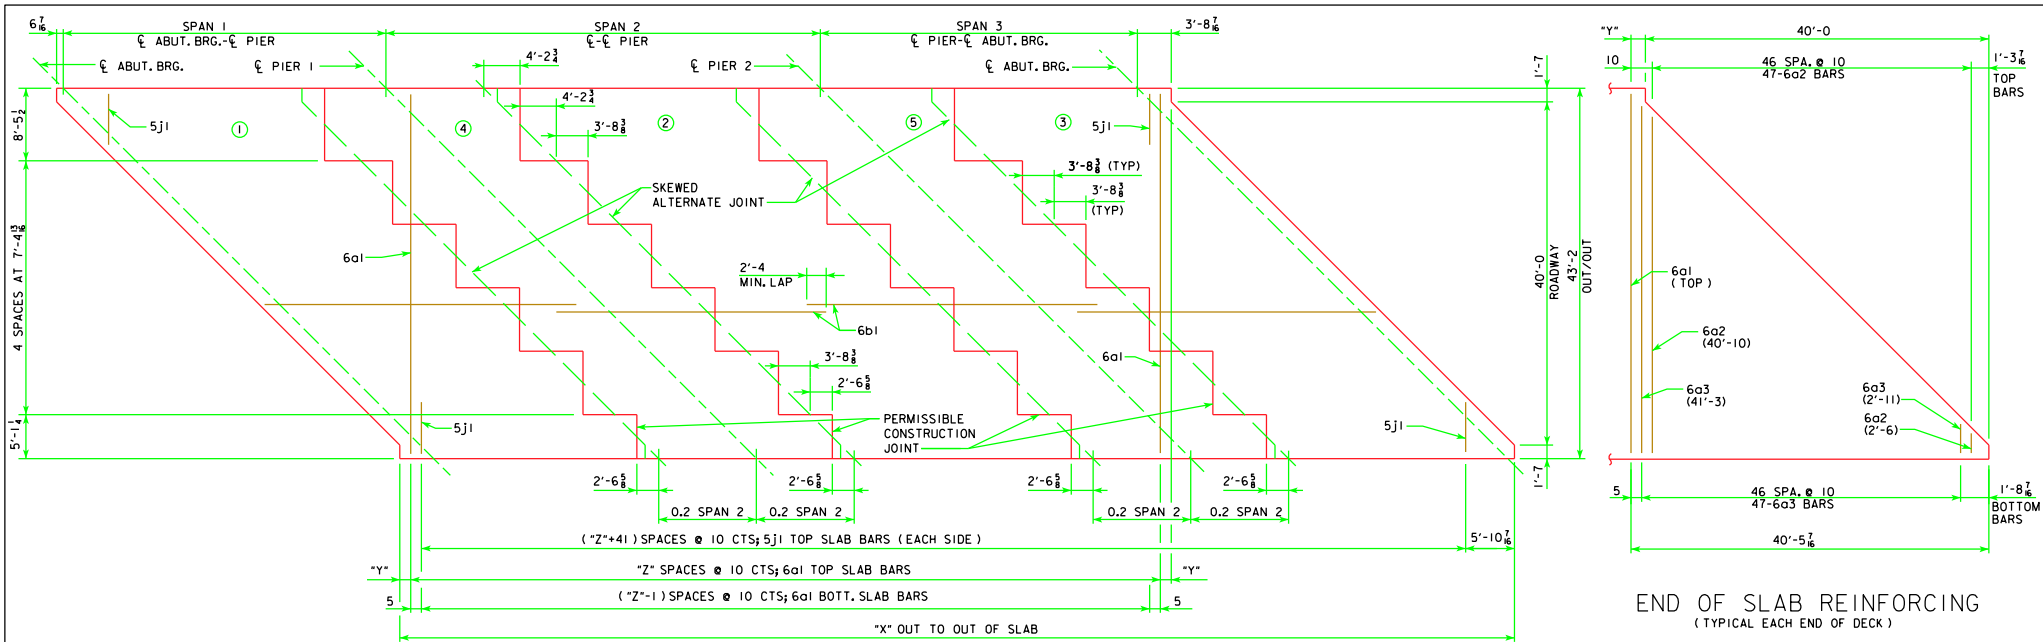 6 7/16
SPAN 1
℄ ABUT. BRG.-℄ PIER
SPAN 2
℄-℄ PIER
SPAN 3
℄ PIER-℄ ABUT. BRG.
3'-8 7/16
℄ ABUT. BRG.
℄ PIER 1
4'-2 3/4
℄ PIER 2
℄ ABUT. BRG.
1'-7
"Y"
40'-0
10
46 SPA. @ 10
47-6a2 BARS
1'-3 7/16
TOP
BARS
8'-5 1/2
5j1
1
4
4'-2 3/4
3'-8 3/8
2
5
3
5j1
3'-8 3/8 (TYP)
3'-8 3/8
(TYP)
SKEWED
ALTERNATE JOINT
4 SPACES AT 7'-4 13/16
6a1
2'-4
MIN. LAP
6b1
40'-0
ROADWAY
43'-2
OUT/OUT
6a1
(TOP)
6a2
(40'-10)
6a3
(41'-3)
6a3
(2'-11)
6a2
(2'-6)
3'-8 3/8
6a1
2'-6 5/8
5'-1 1/4
5j1
PERMISSIBLE
CONSTRUCTION
JOINT
5j1
1'-7
2'-6 5/8
2'-6 5/8
2'-6 5/8
2'-6 5/8
0.2 SPAN 2
0.2 SPAN 2
0.2 SPAN 2
0.2 SPAN 2
5
46 SPA. @ 10
47-6a3 BARS
1'-8 7/16
BOTTOM
BARS
40'-5 7/16
("Z"+41) SPACES @ 10 CTS; 5j1 TOP SLAB BARS (EACH SIDE)
5'-10 7/16
"Y"
"Z" SPACES @ 10 CTS; 6a1 TOP SLAB BARS
"Y"
5
("Z"-1) SPACES @ 10 CTS; 6a1 BOTT. SLAB BARS
5
"X" OUT TO OUT OF SLAB
END OF SLAB REINFORCING
(TYPICAL EACH END OF DECK)